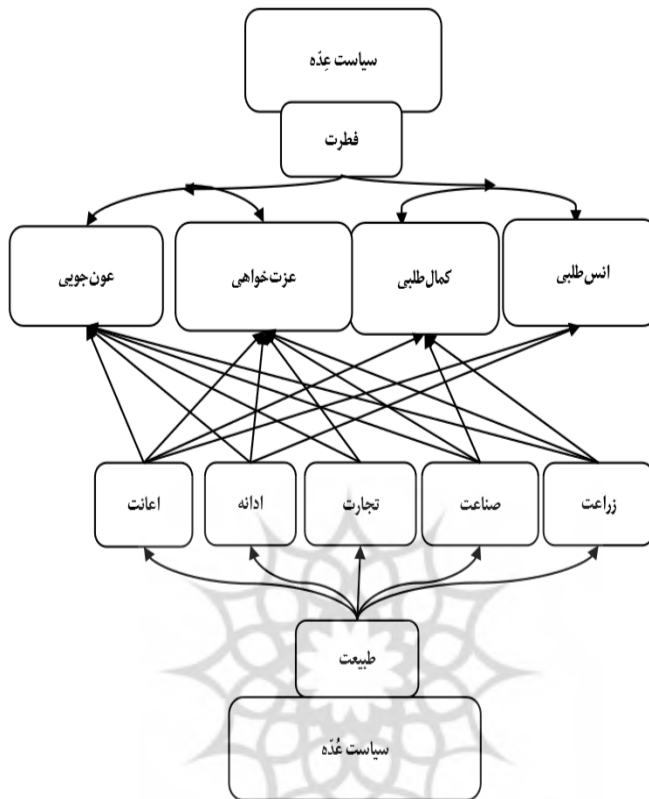 سیاست عِدّه
فطرت
انس‌طلبی
کمال‌طلبی
عزت‌خواهی
عون‌جویی
زراعت
صناعت
تجارت
ادانه
اعانت
طبیعت
سیاست عُدّه